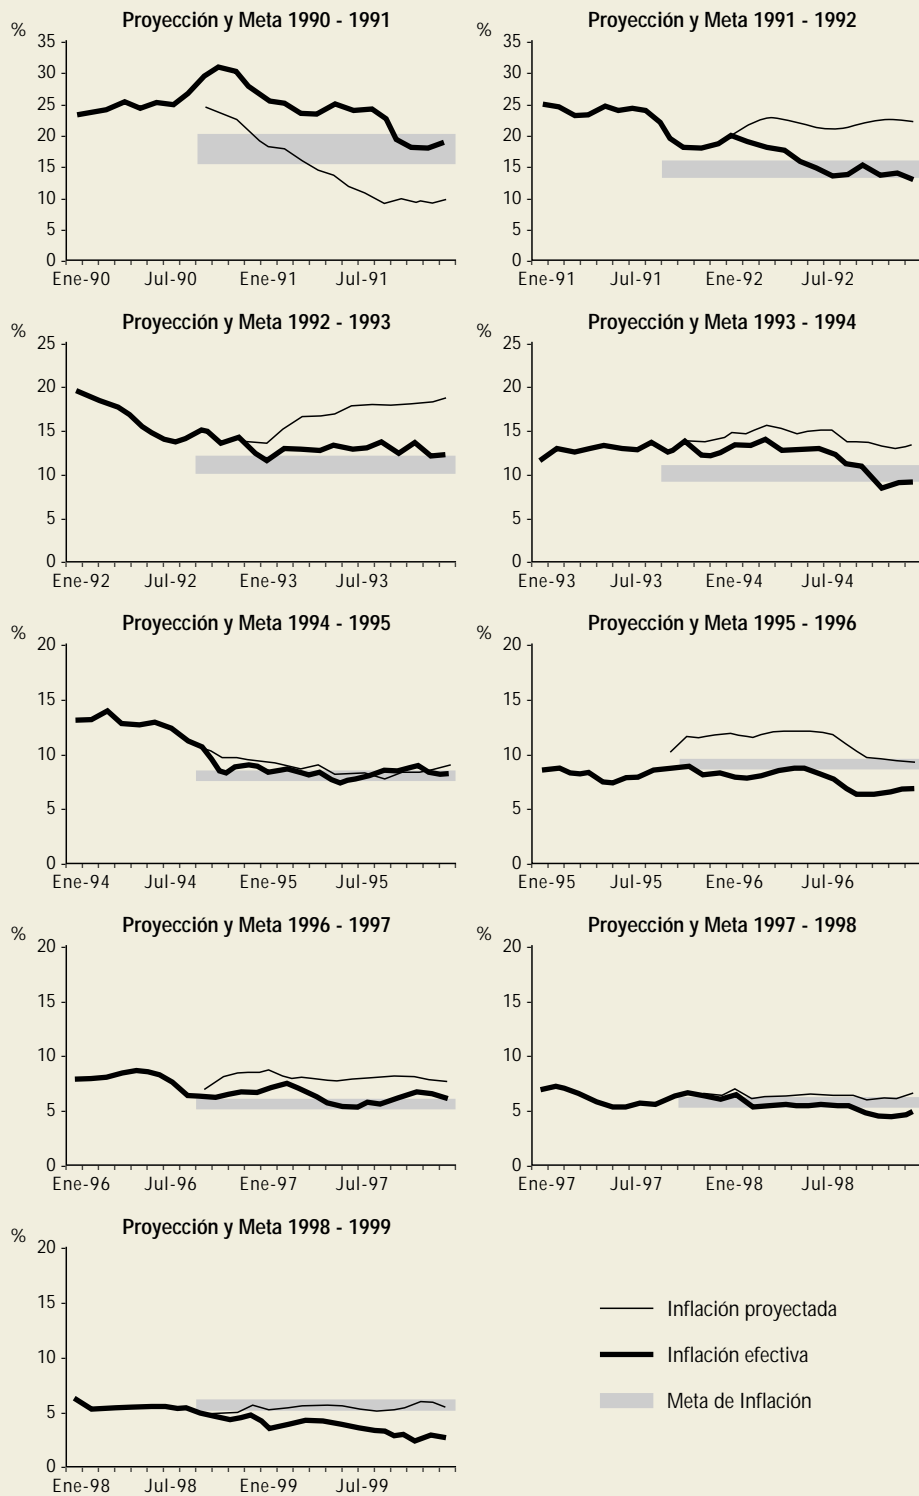 Proyección y Meta 1990 - 1991
%
35
30
25
20
15
10
5
0
Ene-90 Jul-90 Ene-91 Jul-91
Proyección y Meta 1991 - 1992
%
35
30
25
20
15
10
5
0
Ene-91 Jul-91 Ene-92 Jul-92
Proyección y Meta 1992 - 1993
%
25
20
15
10
5
0
Ene-92 Jul-92 Ene-93 Jul-93
Proyección y Meta 1993 - 1994
%
25
20
15
10
5
0
Ene-93 Jul-93 Ene-94 Jul-94
Proyección y Meta 1994 - 1995
%
20
15
10
5
0
Ene-94 Jul-94 Ene-95 Jul-95
Proyección y Meta 1995 - 1996
%
20
15
10
5
0
Ene-95 Jul-95 Ene-96 Jul-96
Proyección y Meta 1996 - 1997
%
20
15
10
5
0
Ene-96 Jul-96 Ene-97 Jul-97
Proyección y Meta 1997 - 1998
%
20
15
10
5
0
Ene-97 Jul-97 Ene-98 Jul-98
Proyección y Meta 1998 - 1999
%
20
15
10
5
0
Ene-98 Jul-98 Ene-99 Jul-99
Inflación proyectada
Inflación efectiva
Meta de Inflación